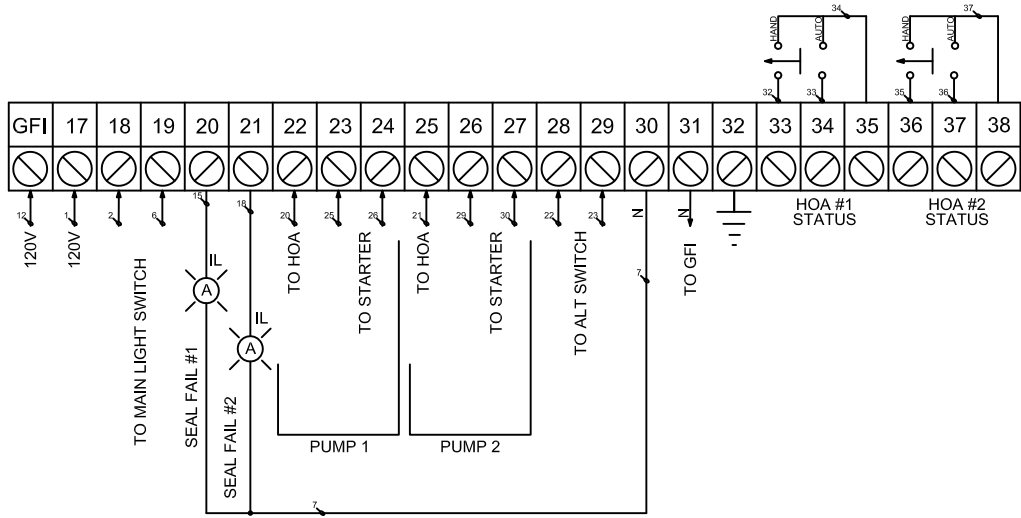 HAND
AUTO
34
HAND
AUTO
37
32
33
35
36
GFI 17 18 19 20 21 22 23 24 25 26 27 28 29 30 31 32 33 34 35 36 37 38
12
1
2
6
15
18
20
25
26
21
29
30
22
23
N
N
HOA #1
STATUS
HOA #2
STATUS
120V
120V
TO MAIN LIGHT SWITCH
TO HOA
TO STARTER
TO HOA
TO STARTER
TO ALT SWITCH
7
TO GFI
IL
A
SEAL FAIL #1
IL
A
SEAL FAIL #2
PUMP 1
PUMP 2
7